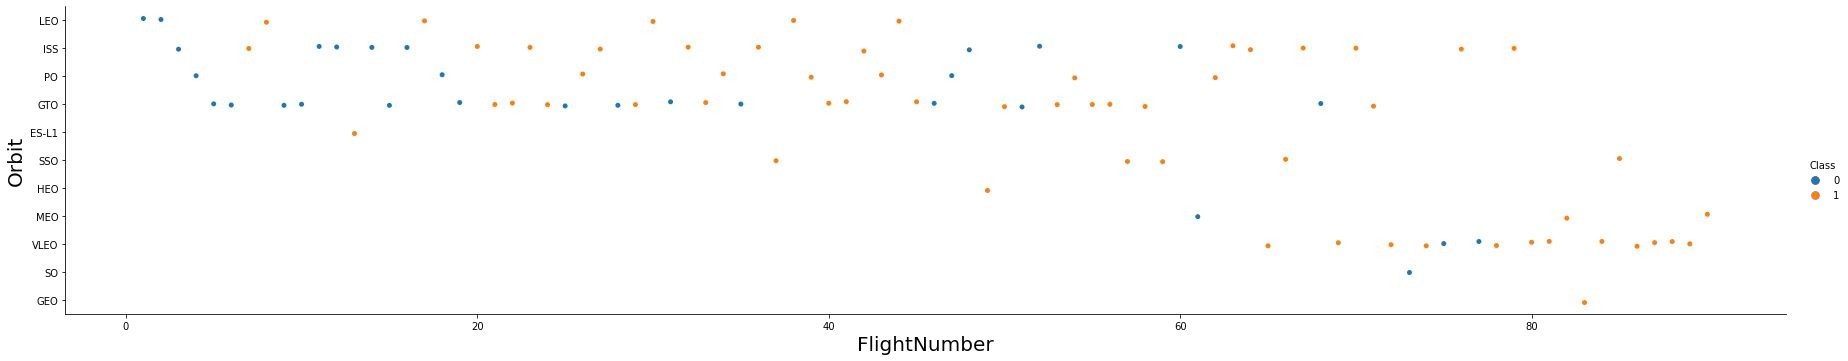 Orbit
LEO
ISS
PO
GTO
ES-L1
SSO
HEO
MEO
VLEO
SO
GEO
0
20
40
60
80
FlightNumber
Class
0
1